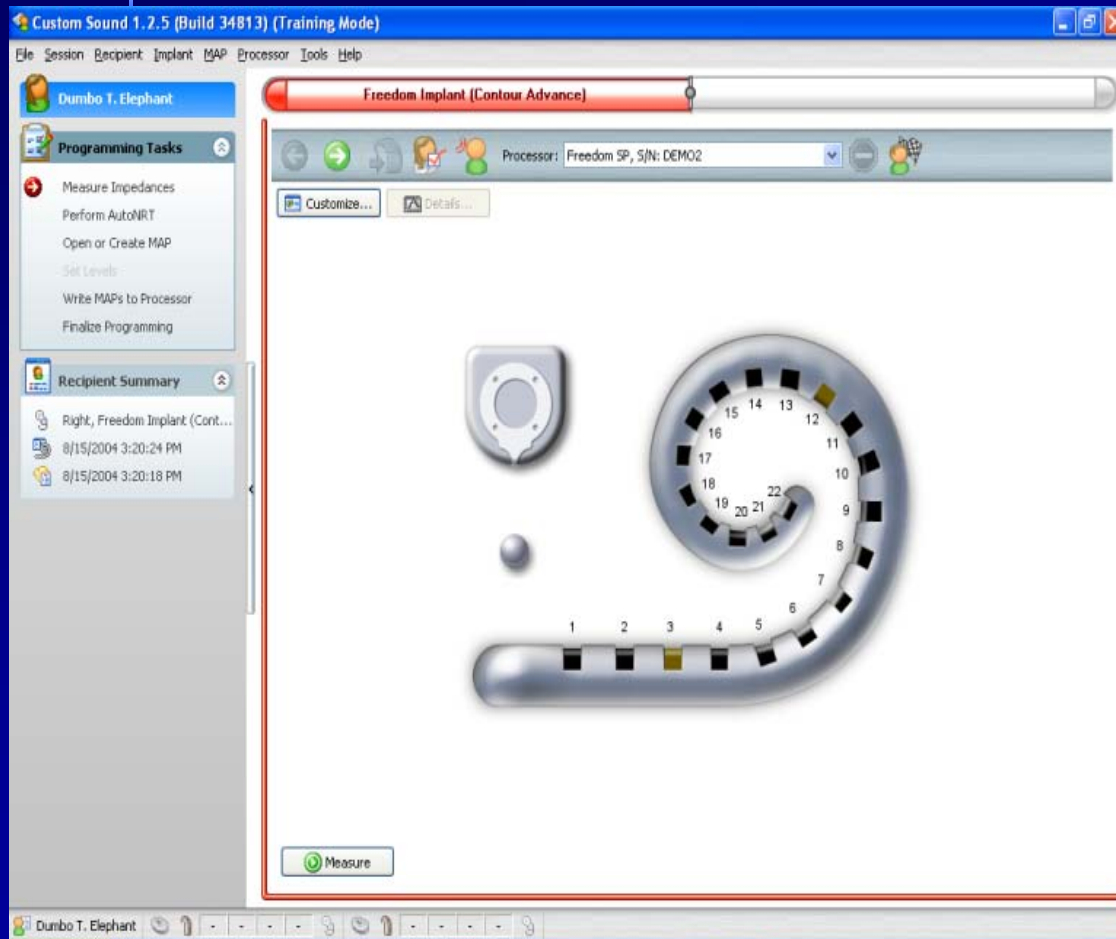 Custom Sound 1.2.5 (Build 34813) (Training Mode)
File Session Recipient Implant MAP Processor Tools Help
Dumbo T. Elephant
Freedom Implant (Contour Advance)
Programming Tasks
Processor: Freedom SP, S/N: DEMO2
Measure Impedances
Customize... Details...
Perform AutoNRT
Open or Create MAP
Set Levels
Write MAPs to Processor
Finalize Programming
Recipient Summary
Right, Freedom Implant (Cont...
8/15/2004 3:20:24 PM
8/15/2004 3:20:18 PM
15 14 13
16 12
17 11
18 22 10
19 20 21 9
8
7
6
1 2 3 4 5
Measure
Dumbo T. Elephant - - - - - - - -